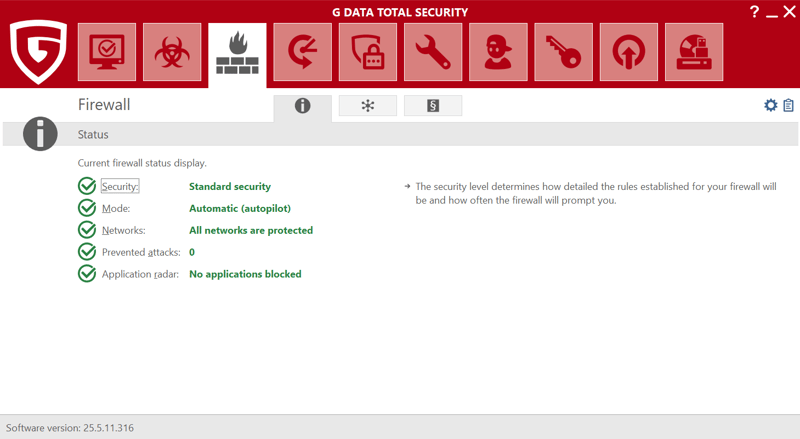 G DATA TOTAL SECURITY
?
Firewall
§
Status
Current firewall status display.
Security: Standard security
Mode: Automatic (autopilot)
Networks: All networks are protected
Prevented attacks: 0
Application radar: No applications blocked
→ The security level determines how detailed the rules established for your firewall will
be and how often the firewall will prompt you.
Software version: 25.5.11.316